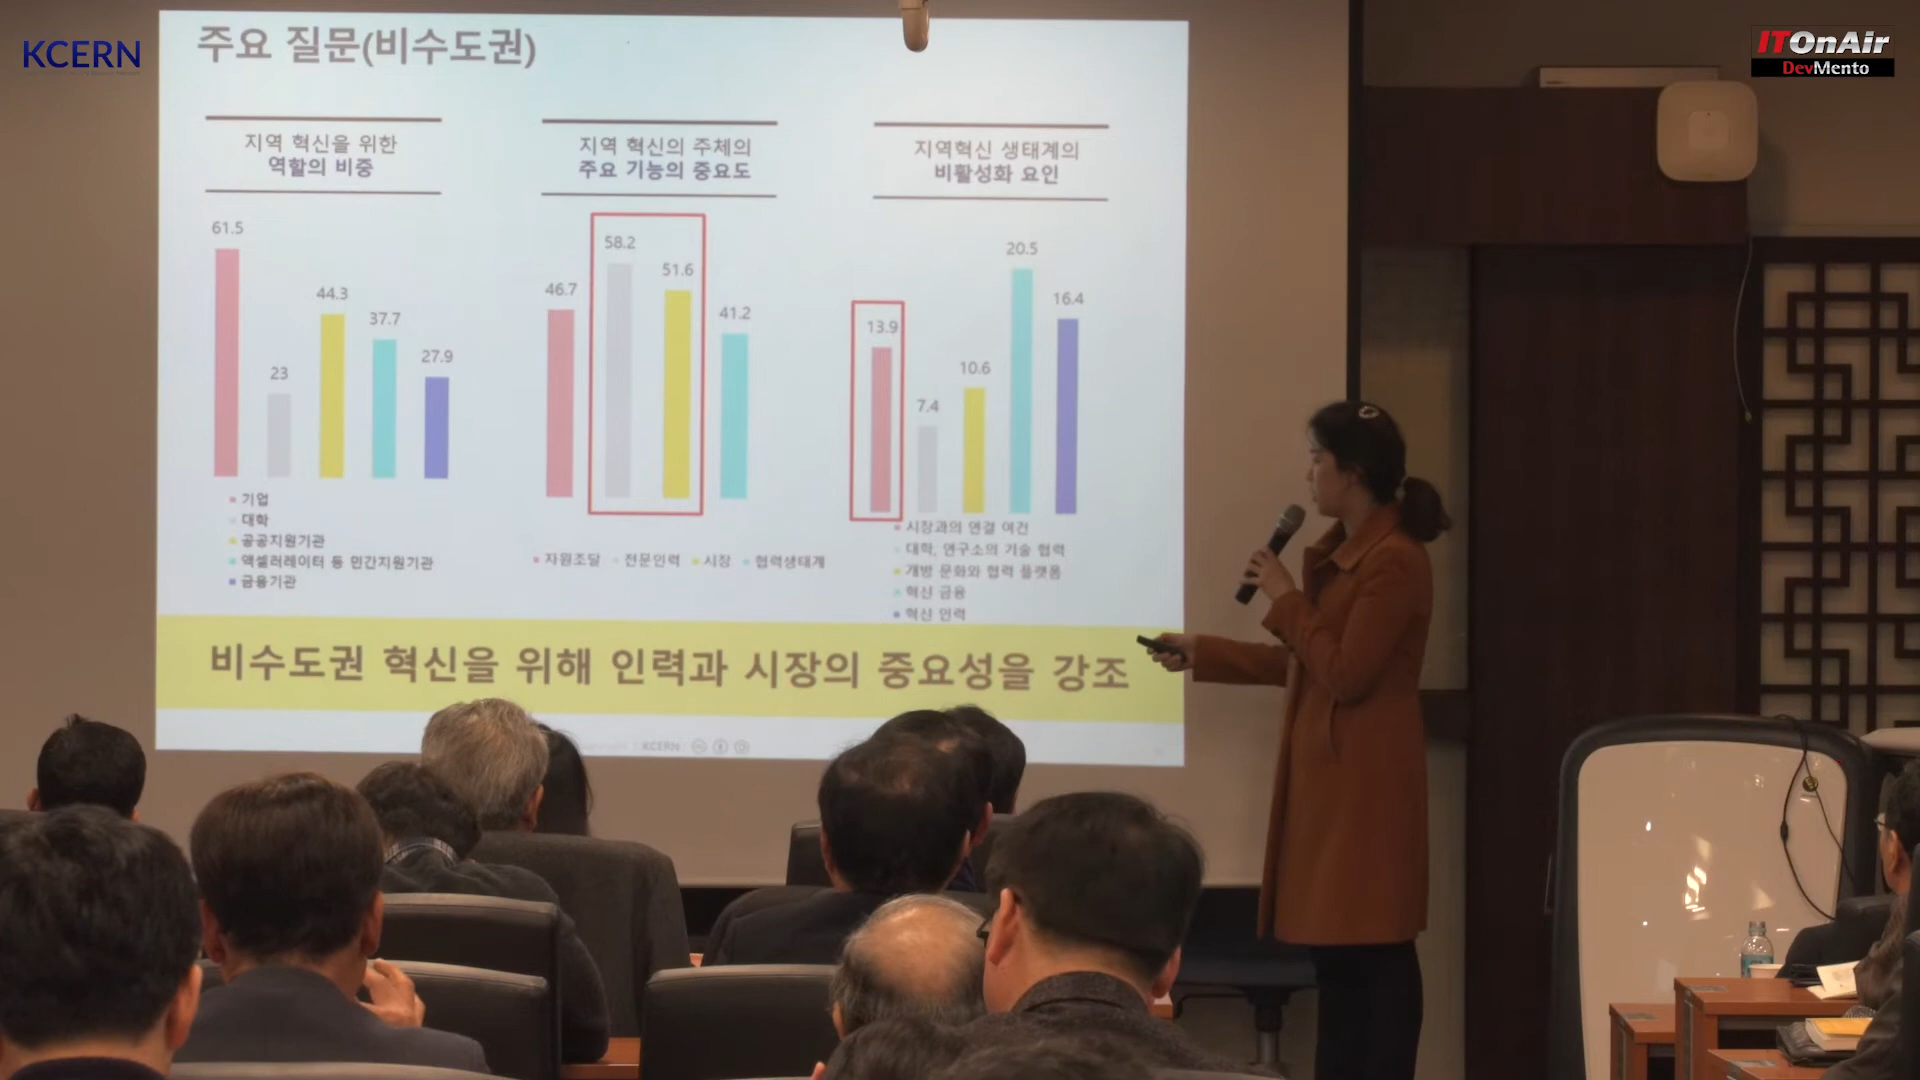 KCERN
ITOnAir
DevMento
주요 질문(비수도권)
지역 혁신을 위한
역할의 비중
61.5
23
44.3
37.7
27.9
기업
대학
공공지원기관
액셀러레이터 등 민간지원기관
금융기관
지역 혁신의 주체의
주요 기능의 중요도
46.7
58.2
51.6
41.2
자원조달 전문인력 시장 협력생태계
지역혁신 생태계의
비활성화 요인
13.9
7.4
10.6
20.5
16.4
시장과의 연결 여건
대학, 연구소의 기술 협력
개방 문화와 협력 플랫폼
혁신 금융
혁신 인력
비수도권 혁신을 위해 인력과 시장의 중요성을 강조
KCERN